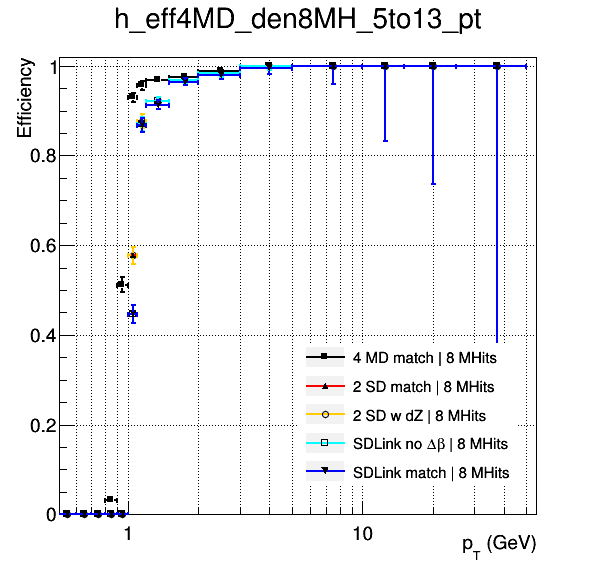 h_eff4MD_den8MH_5to13_pt
Efficiency
1
0.8
0.6
0.4
0.2
0
4 MD match | 8 MHits
2 SD match | 8 MHits
2 SD w dZ | 8 MHits
SDLink no Δβ | 8 MHits
SDLink match | 8 MHits
1 10
p_T (GeV)